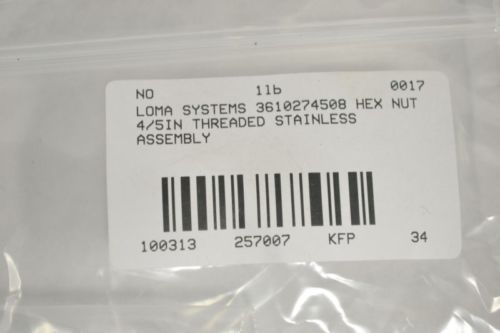 NO 1lb 0017
LOMA SYSTEMS 3610274508 HEX NUT
4/5IN THREADED STAINLESS
ASSEMBLY
100313 257007 KFP 34